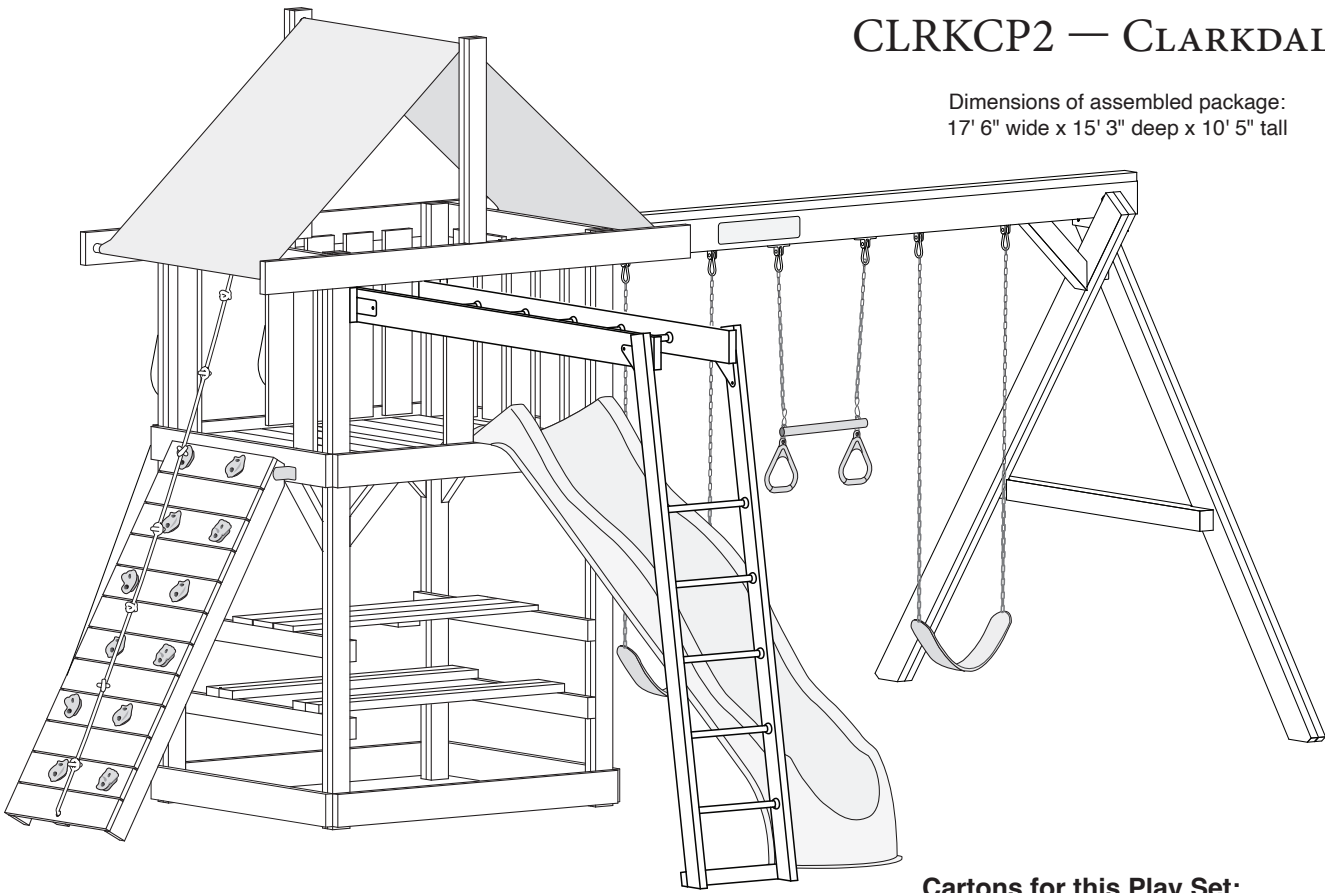 CLRKCP2 — CLARKDAL
Dimensions of assembled package:
17' 6" wide x 15' 3" deep x 10' 5" tall
Cartons for this Play Set: